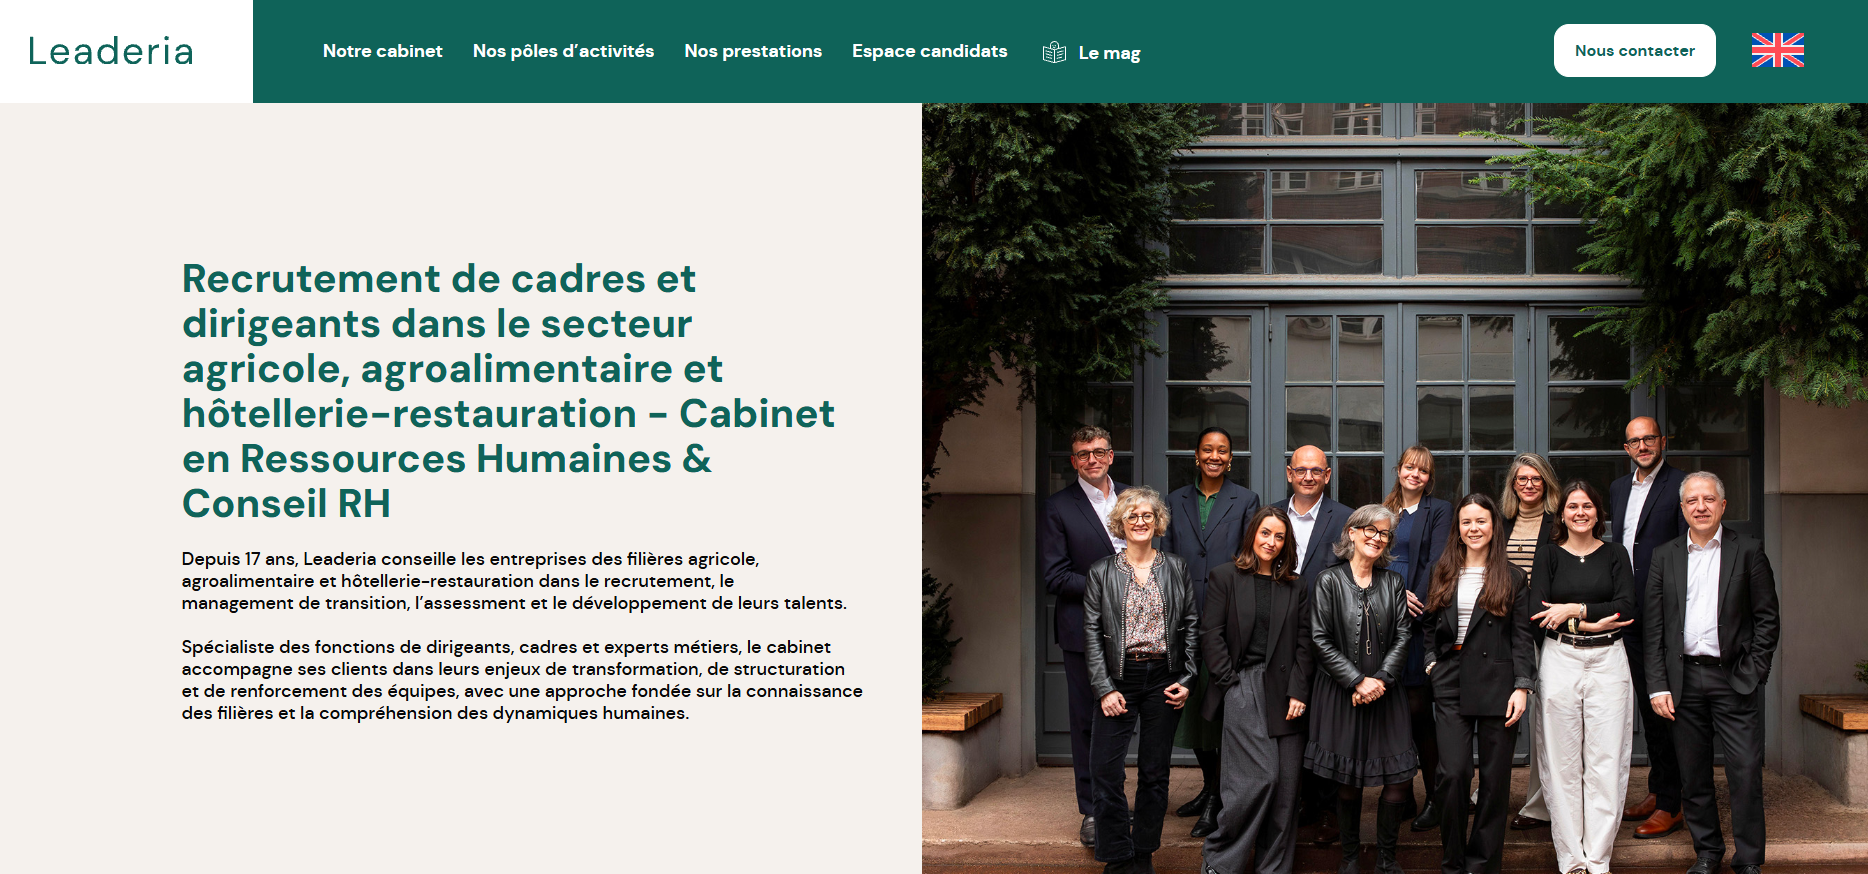 Leaderia
Notre cabinet
Nos pôles d’activités
Nos prestations
Espace candidats
Le mag
Nous contacter
Recrutement de cadres et
dirigeants dans le secteur
agricole, agroalimentaire et
hôtellerie-restauration - Cabinet
en Ressources Humaines &
Conseil RH
Depuis 17 ans, Leaderia conseille les entreprises des filières agricole,
agroalimentaire et hôtellerie-restauration dans le recrutement, le
management de transition, l’assessment et le développement de leurs talents.
Spécialiste des fonctions de dirigeants, cadres et experts métiers, le cabinet
accompagne ses clients dans leurs enjeux de transformation, de structuration
et de renforcement des équipes, avec une approche fondée sur la connaissance
des filières et la compréhension des dynamiques humaines.